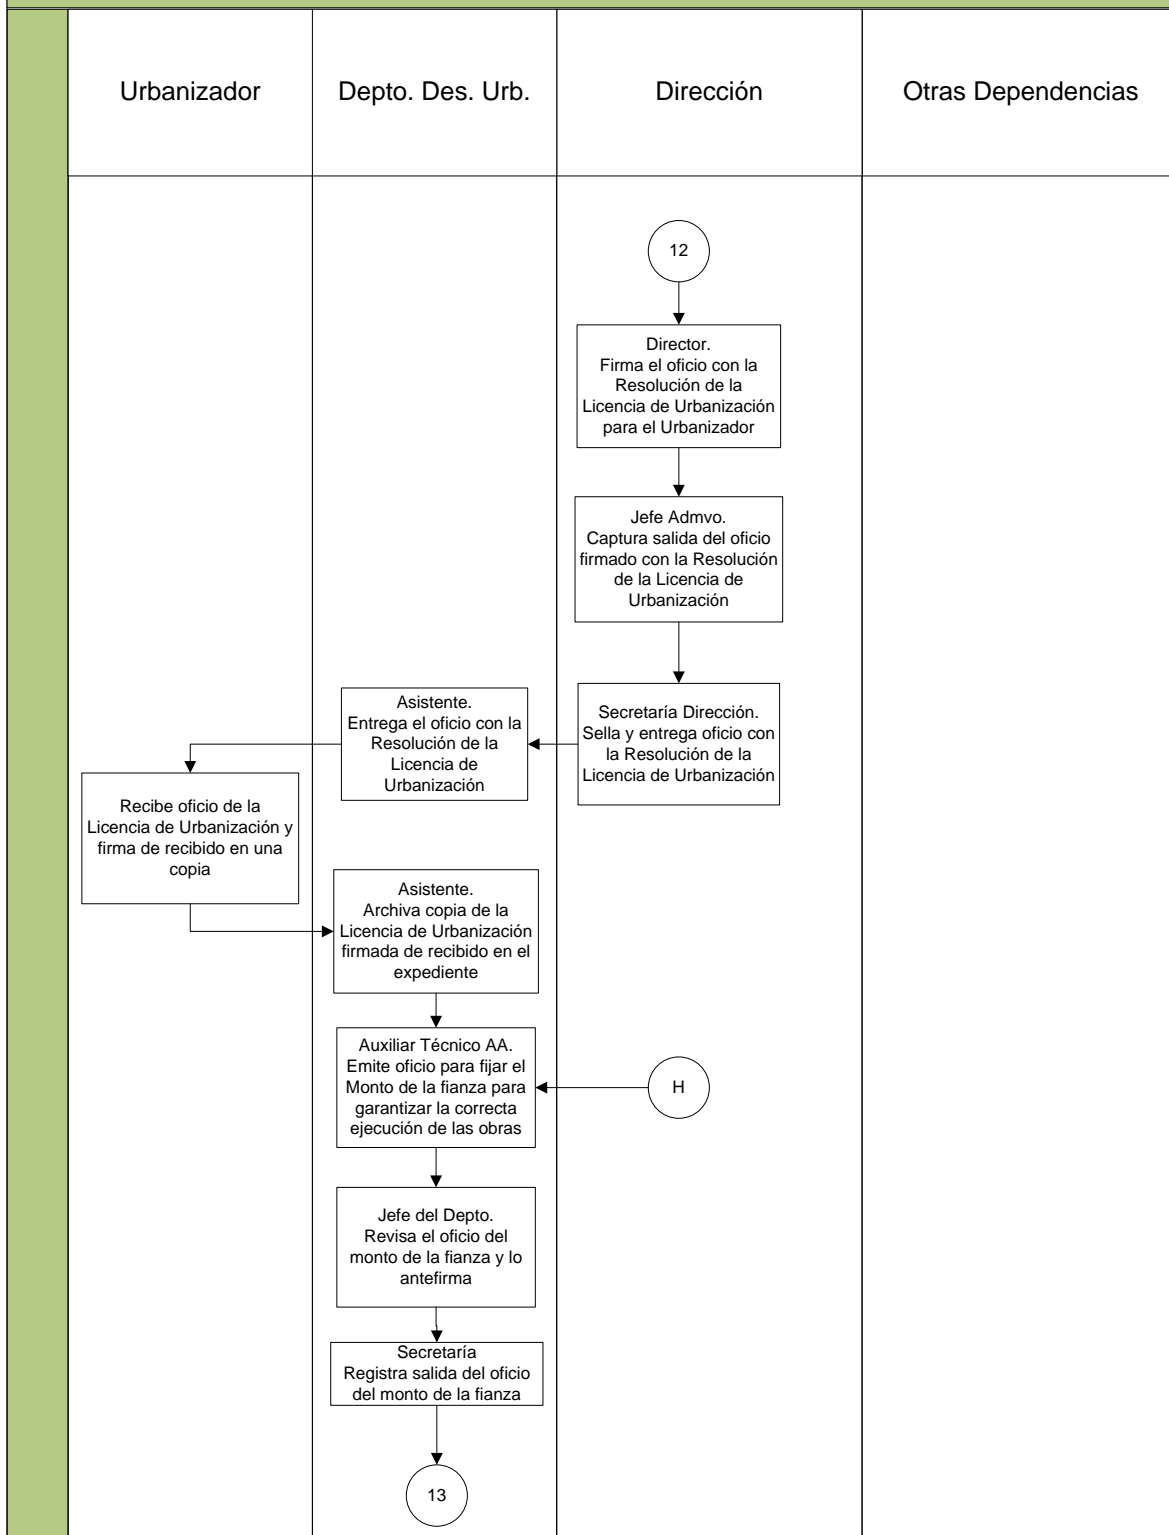 Urbanizador
Depto. Des. Urb.
Dirección
Otras Dependencias
12
Director.
Firma el oficio con la
Resolución de la
Licencia de Urbanización
para el Urbanizador
Jefe Admvo.
Captura salida del oficio
firmado con la Resolución
de la Licencia de
Urbanización
Secretaría Dirección.
Sella y entrega oficio con
la Resolución de la
Licencia de Urbanización
Asistente.
Entrega el oficio con la
Resolución de la
Licencia de
Urbanización
Recibe oficio de la
Licencia de Urbanización y
firma de recibido en una
copia
Asistente.
Archiva copia de la
Licencia de Urbanización
firmada de recibido en el
expediente
Auxiliar Técnico AA.
Emite oficio para fijar el
Monto de la fianza para
garantizar la correcta
ejecución de las obras
H
Jefe del Depto.
Revisa el oficio del
monto de la fianza y lo
antefirma
Secretaría
Registra salida del oficio
del monto de la fianza
13